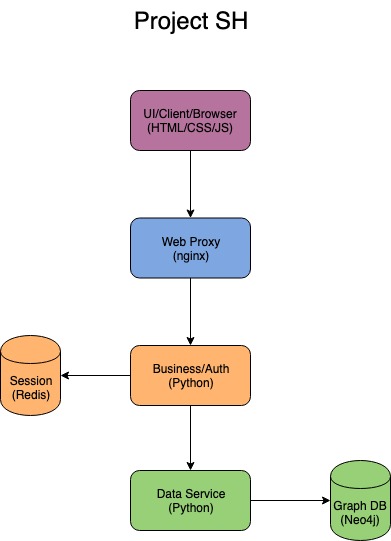 Project SH
UI/Client/Browser
(HTML/CSS/JS)
Web Proxy
(nginx)
Business/Auth
(Python)
Session
(Redis)
Data Service
(Python)
Graph DB
(Neo4j)